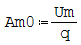 Am0 := Um/q